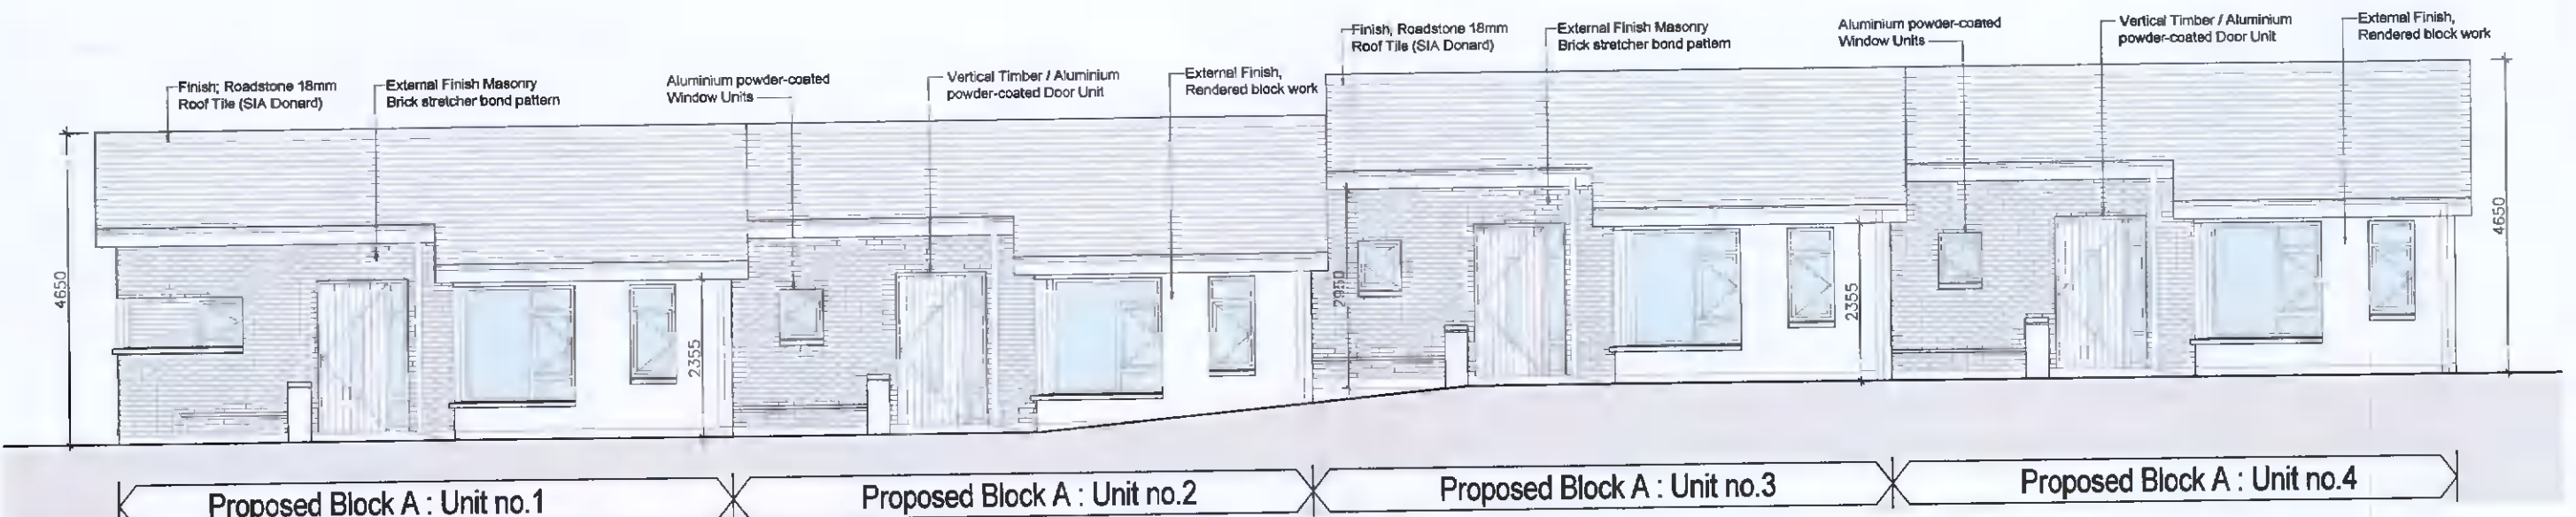 Finish; Roadstone 18mm
Roof Tile (SIA Donard)
External Finish Masonry
Brick stretcher bond pattern
Aluminium powder-coated
Window Units
Vertical Timber / Aluminium
powder-coated Door Unit
External Finish,
Rendered block work
Finish; Roadstone 18mm
Roof Tile (SIA Donard)
External Finish Masonry
Brick stretcher bond pattern
Aluminium powder-coated
Window Units
Vertical Timber / Aluminium
powder-coated Door Unit
External Finish,
Rendered block work
4650
2355
2950
2355
4650
Proposed Block A : Unit no.1
Proposed Block A : Unit no.2
Proposed Block A : Unit no.3
Proposed Block A : Unit no.4